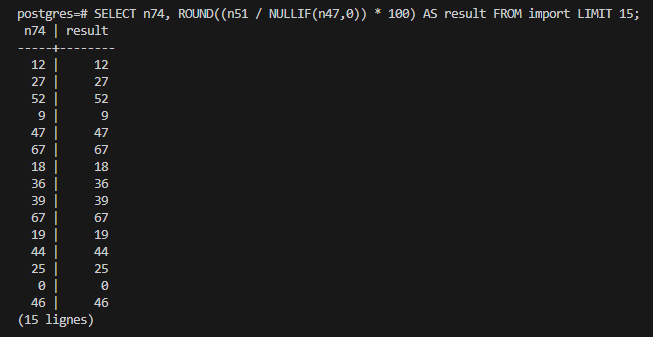 postgres=# SELECT n74, ROUND((n51 / NULLIF(n47,0)) * 100) AS result FROM import LIMIT 15;
 n74 | result
-----+--------
  12 |     12
  27 |     27
  52 |     52
   9 |      9
  47 |     47
  67 |     67
  18 |     18
  36 |     36
  39 |     39
  67 |     67
  19 |     19
  44 |     44
  25 |     25
   0 |      0
  46 |     46
(15 lignes)